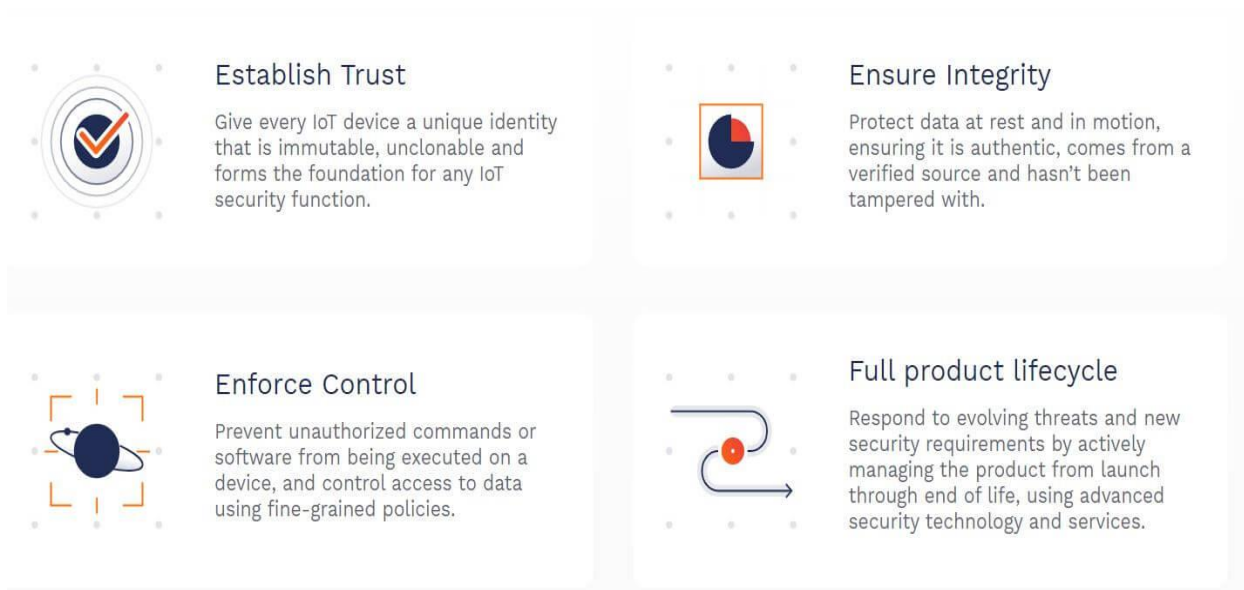 Establish Trust
Give every IoT device a unique identity
that is immutable, unclonable and
forms the foundation for any IoT
security function.
Ensure Integrity
Protect data at rest and in motion,
ensuring it is authentic, comes from a
verified source and hasn't been
tampered with.
Enforce Control
Prevent unauthorized commands or
software from being executed on a
device, and control access to data
using fine-grained policies.
Full product lifecycle
Respond to evolving threats and new
security requirements by actively
managing the product from launch
through end of life, using advanced
security technology and services.